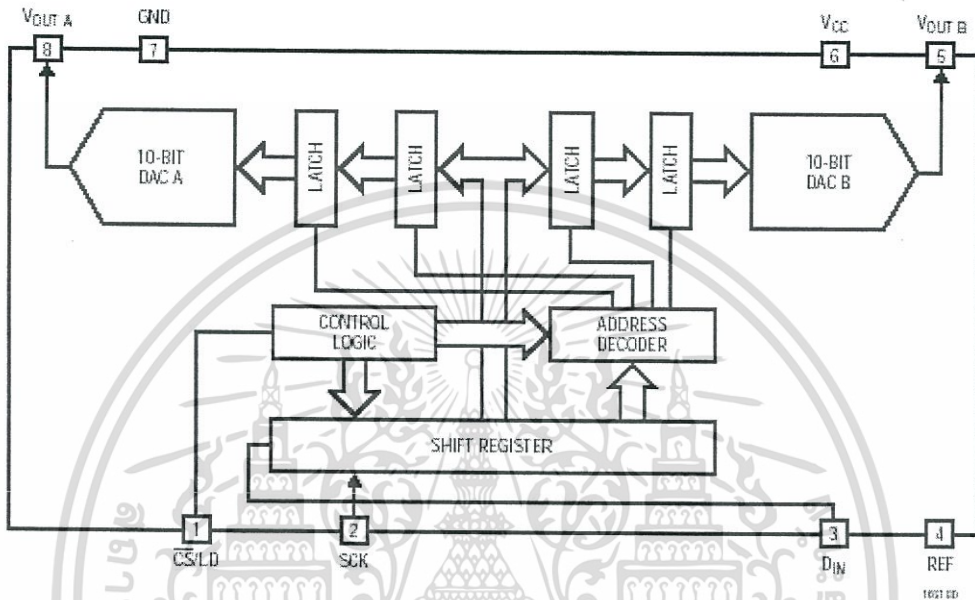 VOUT A
GND
VCC
VOUT B
8
7
6
5
10-BIT
DAC A
LATCH
LATCH
LATCH
LATCH
10-BIT
DAC B
CONTROL
LOGIC
ADDRESS
DECODER
SHIFT REGISTER
1
2
3
4
CS/LD
SCK
DIN
REF